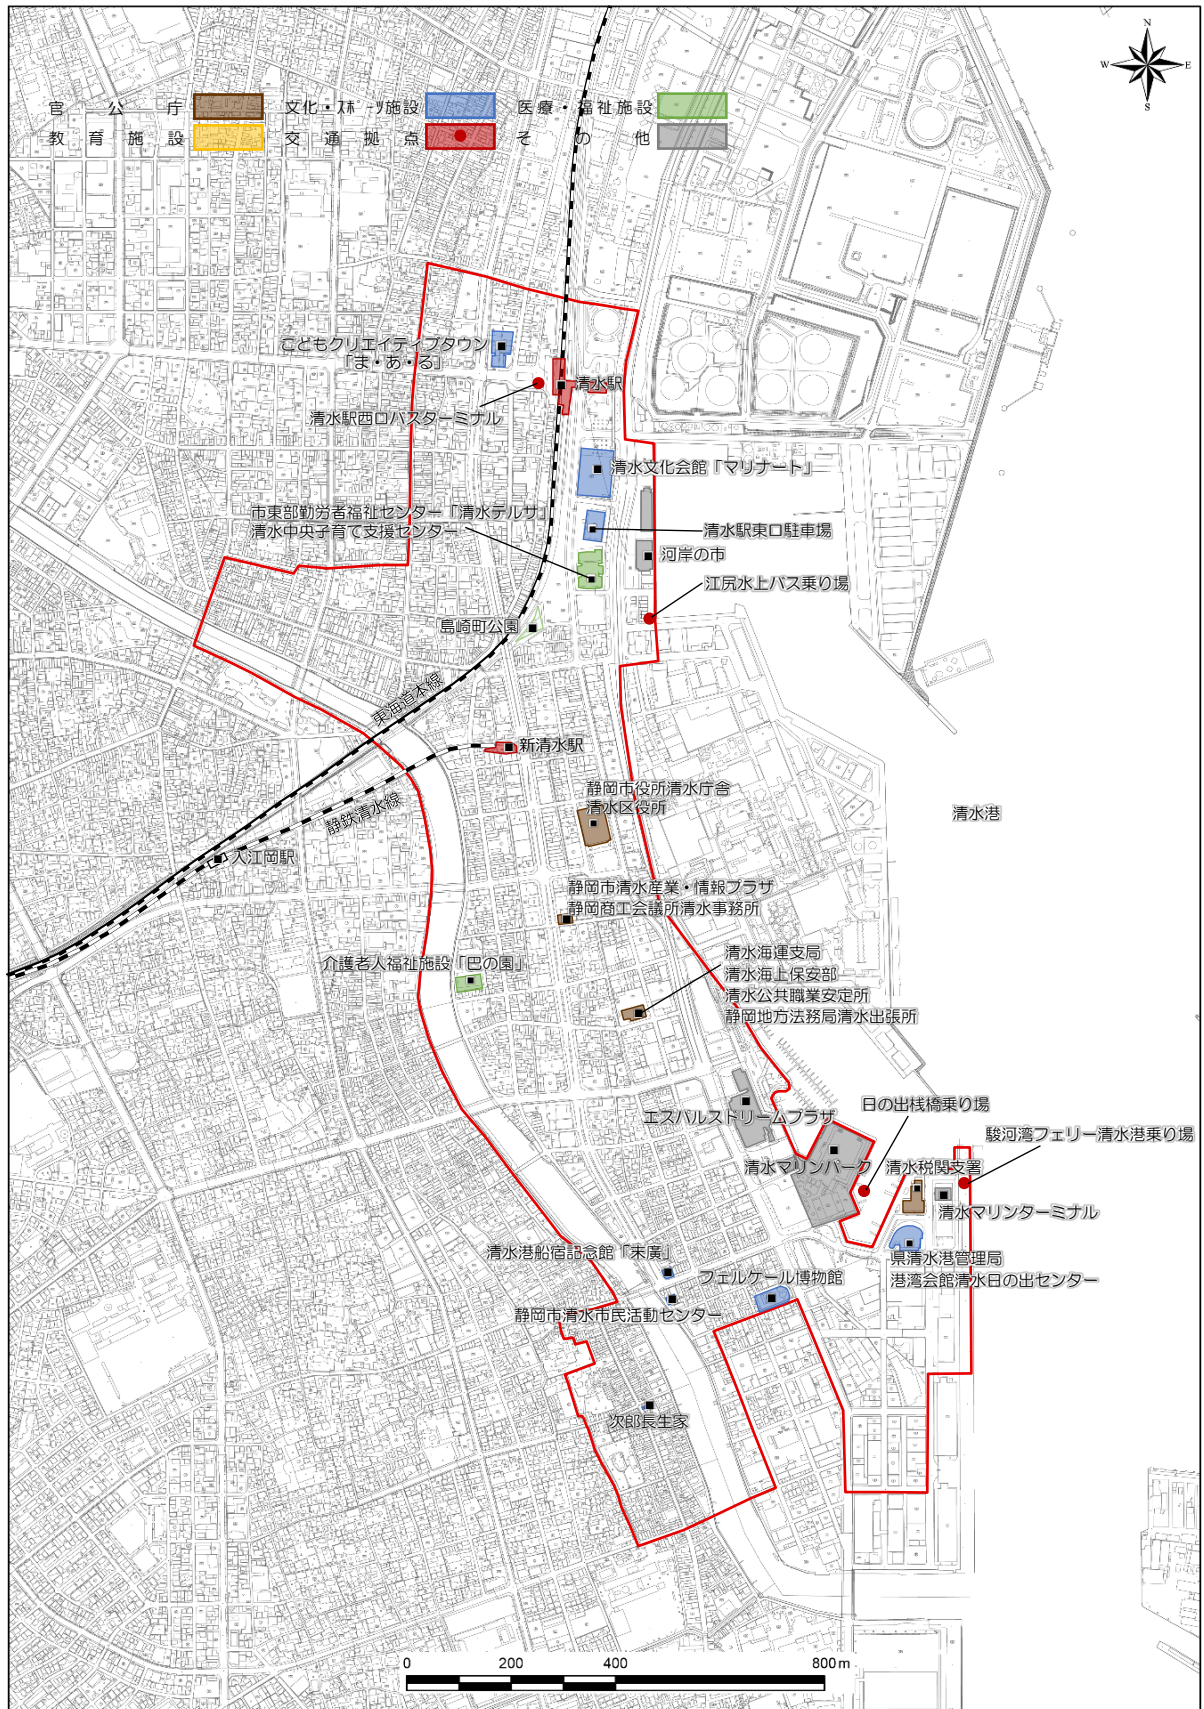 N
W E
S
官公庁 文化・スポーツ施設 医療・福祉施設
教育施設 交通拠点 その他
こどもクリエイティブタウン
「ま・あ・る」
清水駅
清水駅西口バスターミナル
清水文化会館「マリナート」
市東部勤労者福祉センター「清水テルサ」
清水中央子育て支援センター
清水駅東口駐車場
河岸の市
江尻水上バス乗り場
島崎町公園
東海道本線
新清水駅
静鉄清水線
静岡市役所清水庁舎
清水区役所
清水港
入江岡駅
静岡市清水産業・情報プラザ
静岡商工会議所清水事務所
介護老人福祉施設「巴の園」
清水海運支局
清水海上保安部
清水公共職業安定所
静岡地方法務局清水出張所
エスパルスドリームプラザ
日の出桟橋乗り場
駿河湾フェリー清水港乗り場
清水マリンパーク
清水税関支署
清水マリンターミナル
清水港船宿記念館「末廣」
県清水港管理局
港湾会館清水日の出センター
フェルケール博物館
静岡市清水市民活動センター
次郎長生家
0 200 400 800m